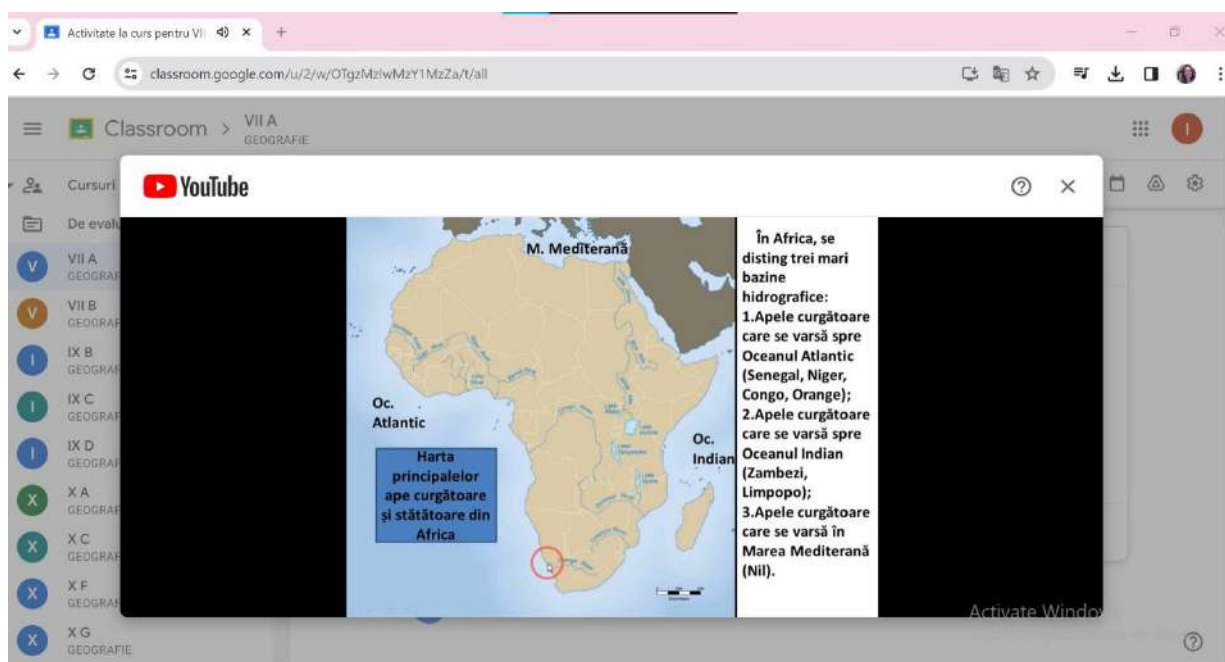 Activitate la curs pentru VI
classroom.google.com/u/2/w/OTgzMzIwMzY1MzZa/t/all
Classroom > VII A
GEOGRAFIE
Cursuri
De evalu
V VII A
GEOGRAF
V VII B
GEOGRAF
I IX B
GEOGRAF
I IX C
GEOGRAF
I IX D
GEOGRAF
X X A
GEOGRAF
X X C
GEOGRAF
X X F
GEOGRAF
X X G
GEOGRAFIE
I
YouTube
M. Mediterană
Oc.
Atlantic
Oc.
Indian
Harta
principalelor
ape curgătoare
și stătătoare din
Africa
În Africa, se
disting trei mari
bazine
hidrografice:
1.Apele curgătoare
care se varsă spre
Oceanul Atlantic
(Senegal, Niger,
Congo, Orange);
2.Apele curgătoare
care se varsă spre
Oceanul Indian
(Zambezi,
Limpopo);
3.Apele curgătoare
care se varsă în
Marea Mediterană
(Nil).
Activate Window